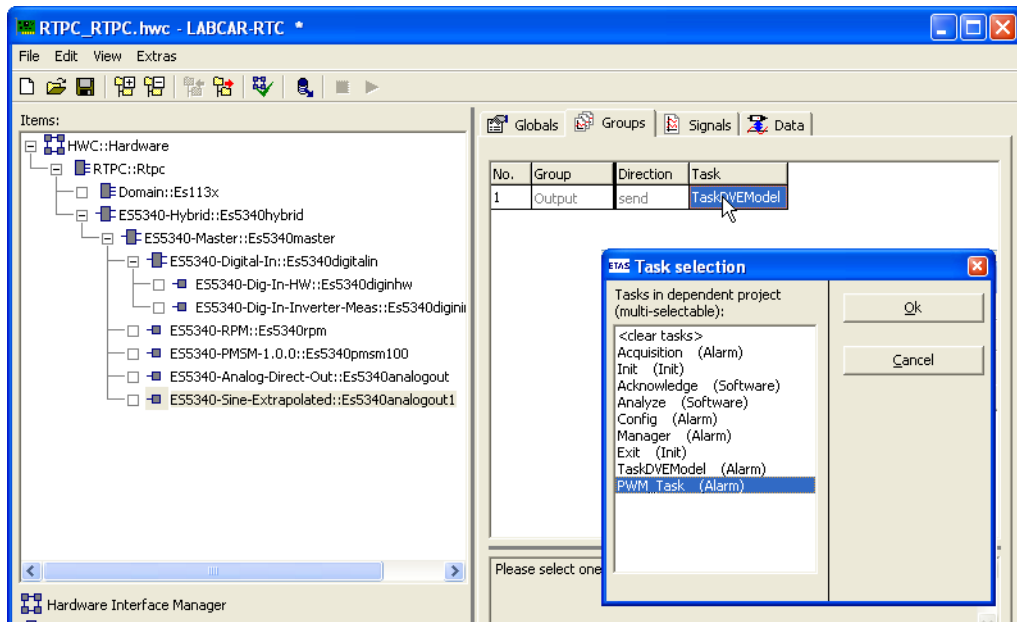 RTPC_RTPC.hwc - LABCAR-RTC *
File Edit View Extras
Items:
HWC::Hardware
RTPC::Rtpc
Domain::Es113x
ES5340-Hybrid::Es5340hybrid
ES5340-Master::Es5340master
ES5340-Digital-In::Es5340digitalin
ES5340-Dig-In-HW::Es5340diginhw
ES5340-Dig-In-Inverter-Meas::Es5340diginii
ES5340-RPM::Es5340rpm
ES5340-PMSM-1.0.0::Es5340pmsm100
ES5340-Analog-Direct-Out::Es5340analogout
ES5340-Sine-Extrapolated::Es5340analogout1
Hardware Interface Manager
Globals Groups Signals Data
No. Group Direction Task
1 Output send TaskDVEModel
Please select one
ETAS Task selection
Tasks in dependent project
(multi-selectable):
<clear tasks>
Acquisition (Alarm)
Init (Init)
Acknowledge (Software)
Analyze (Software)
Config (Alarm)
Manager (Alarm)
Exit (Init)
TaskDVEModel (Alarm)
PWM_Task (Alarm)
Ok
Cancel